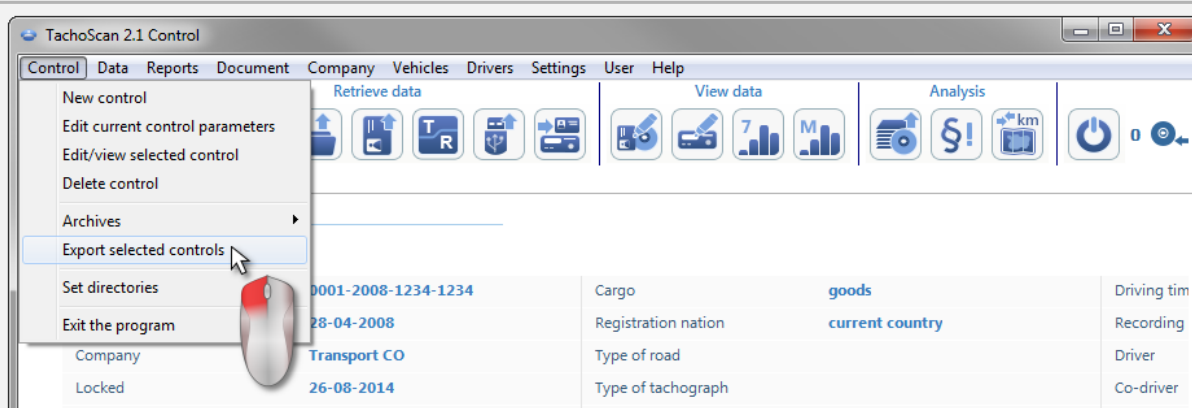 TachoScan 2.1 Control
Control Data Reports Document Company Vehicles Drivers Settings User Help
Retrieve data View data Analysis
New control
Edit current control parameters
Edit/view selected control
Delete control
Archives
Export selected controls
Set directories
Exit the program
T R 7 M §! km 0
0001-2008-1234-1234 Cargo goods Driving tim
28-04-2008 Registration nation current country Recording
Company Transport CO Type of road Driver
Locked 26-08-2014 Type of tachograph Co-driver